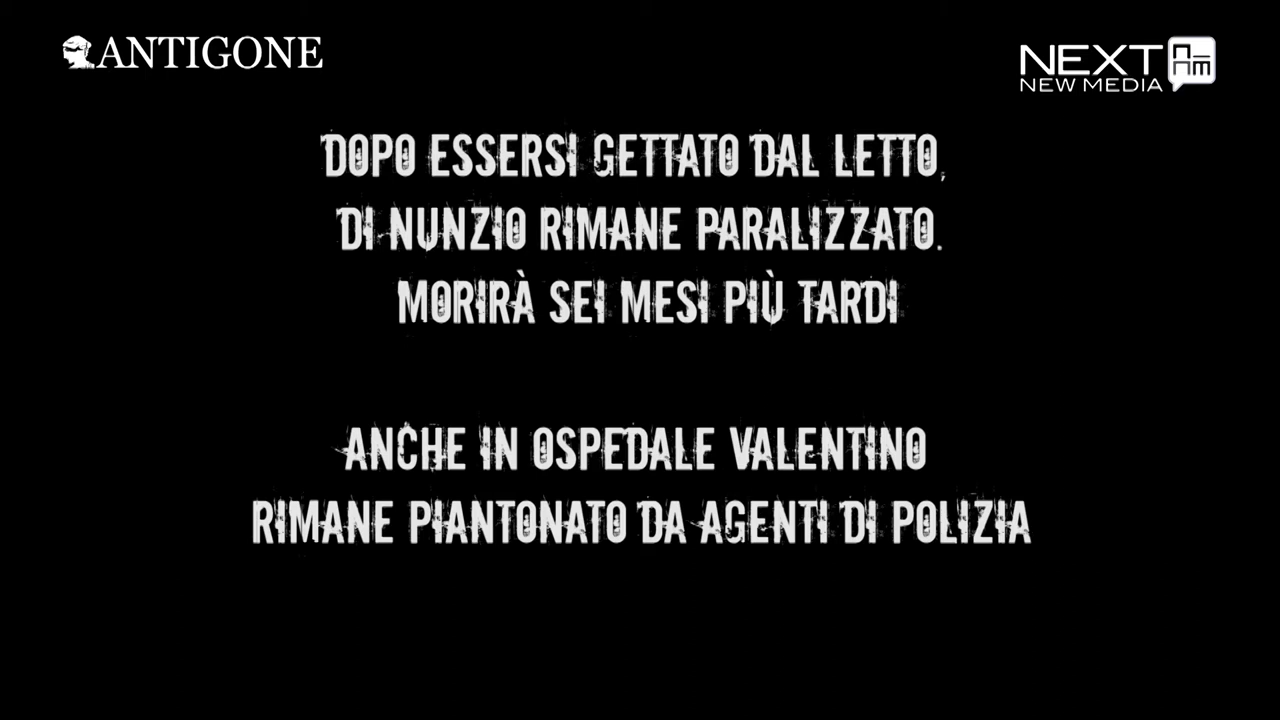 ANTIGONE
NEXT
NEW MEDIA
DOPO ESSERSI GETTATO DAL LETTO,
DI NUNZIO RIMANE PARALIZZATO.
MORIRÀ SEI MESI PIÙ TARDI
ANCHE IN OSPEDALE VALENTINO
RIMANE PIANTONATO DA AGENTI DI POLIZIA